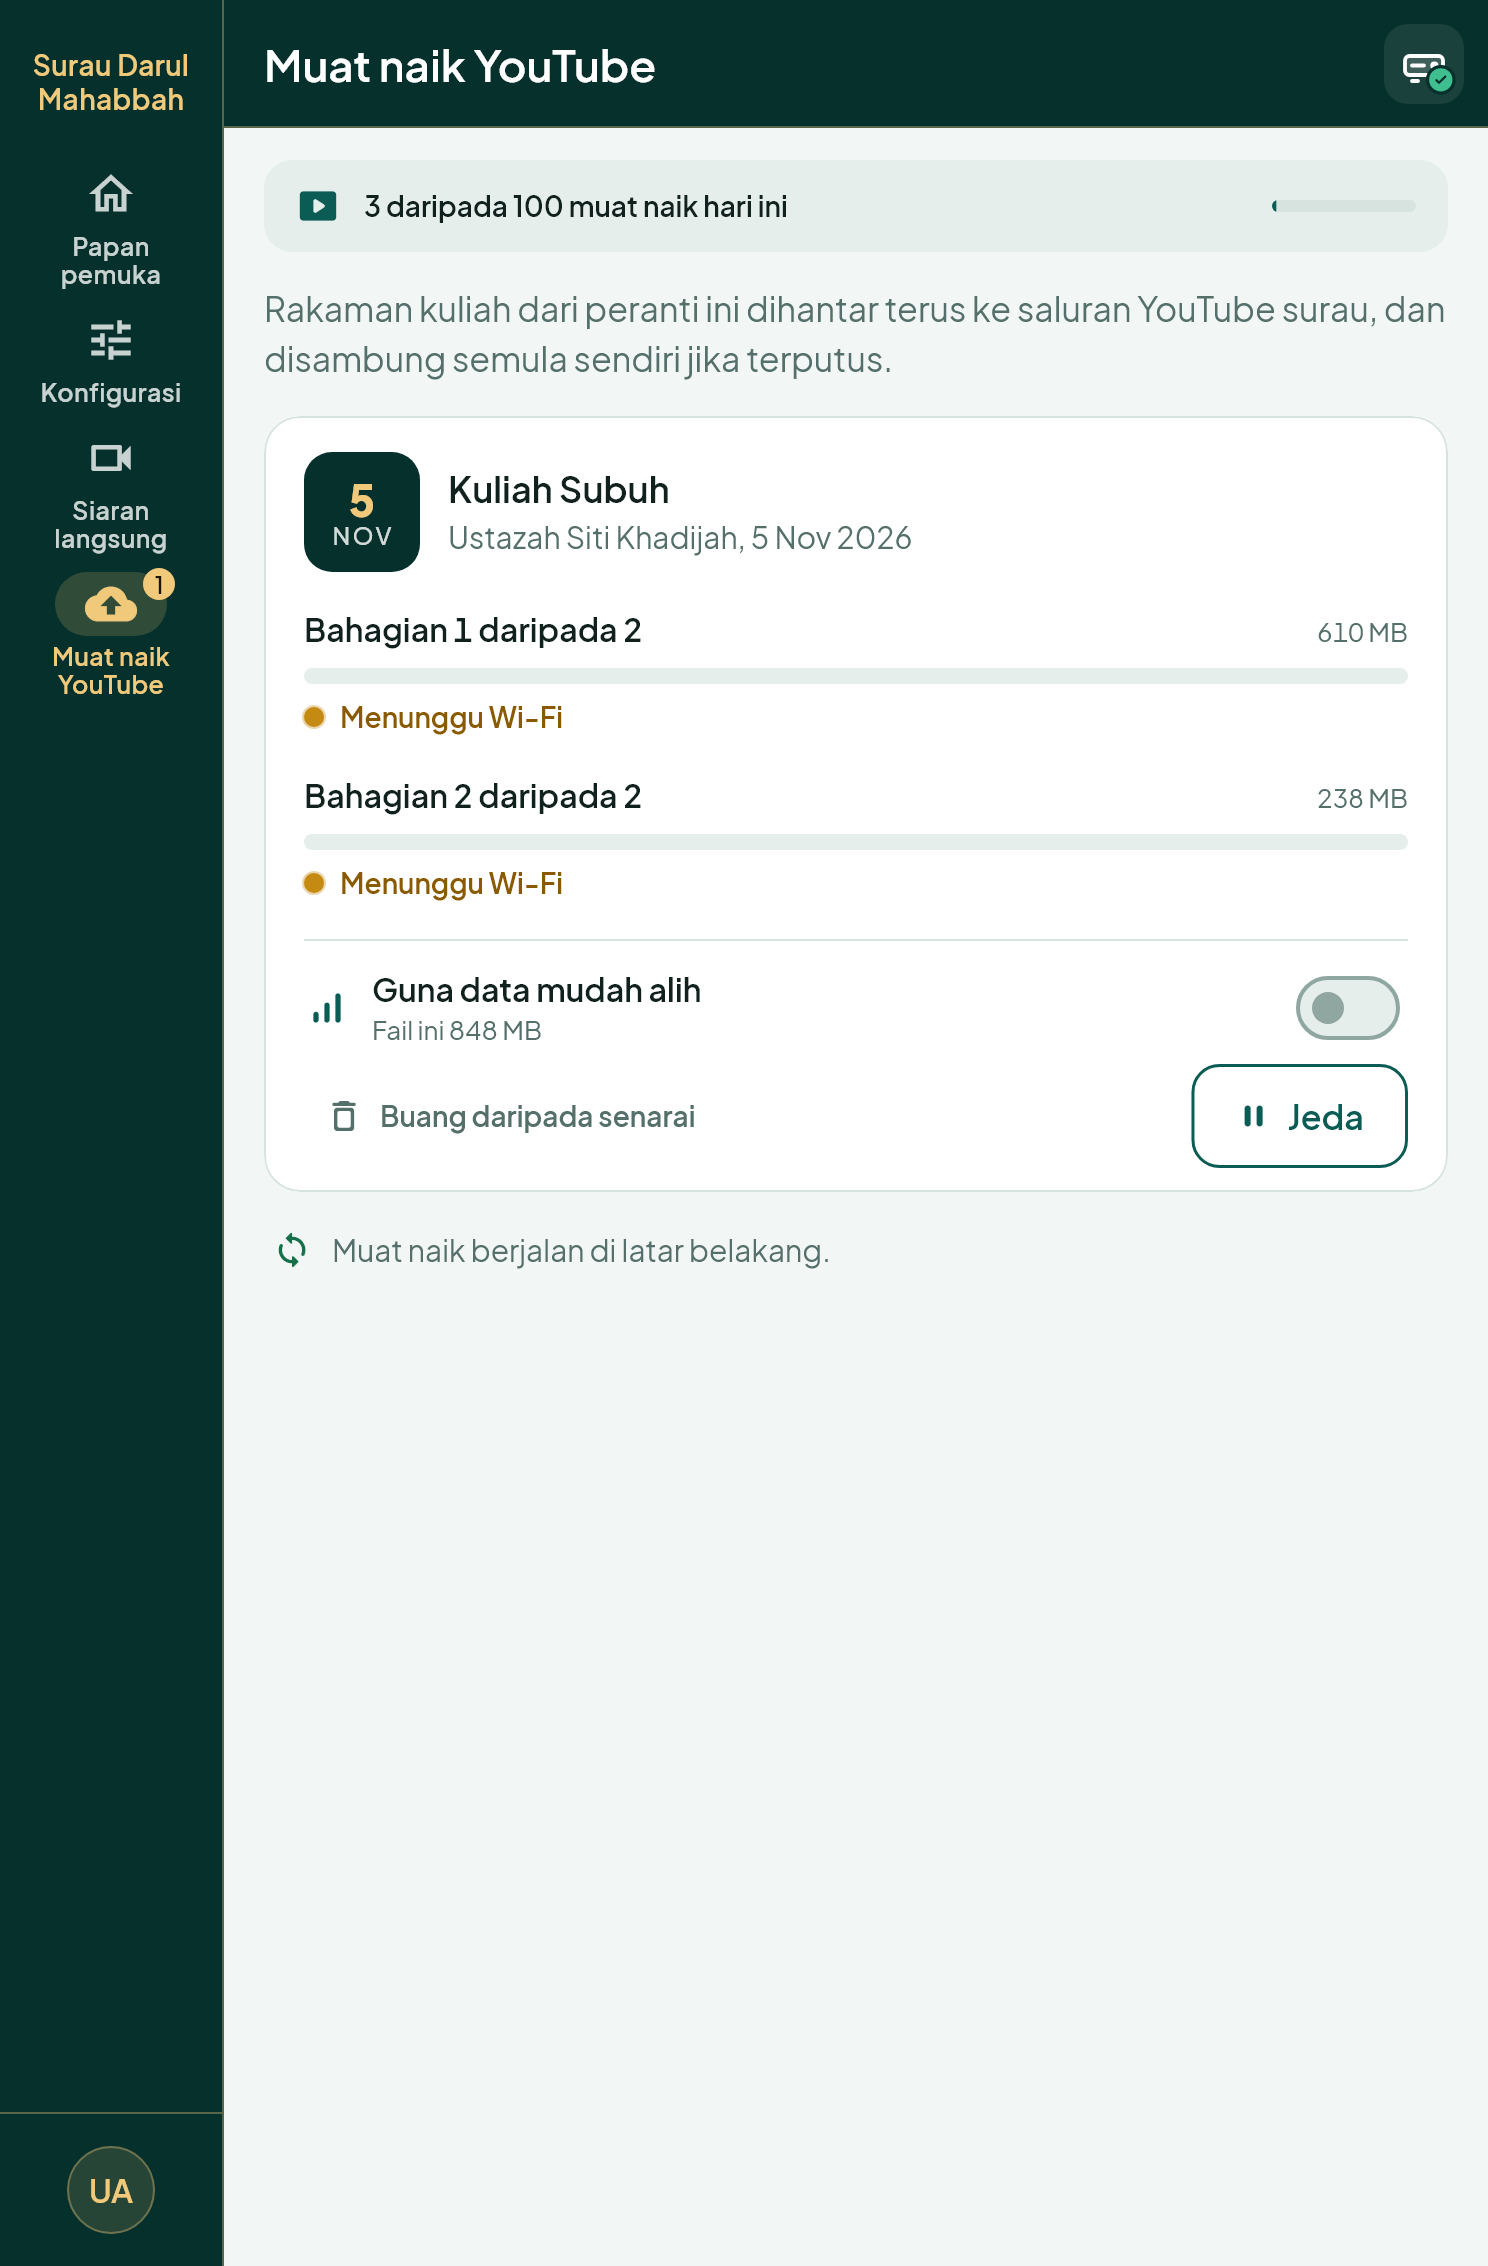 Surau Darul
Mahabbah
Papan
pemuka
Konfigurasi
Siaran
langsung
1
Muat naik
YouTube
UA
Muat naik YouTube
3 daripada 100 muat naik hari ini
Rakaman kuliah dari peranti ini dihantar terus ke saluran YouTube surau, dan
disambung semula sendiri jika terputus.
5
NOV
Kuliah Subuh
Ustazah Siti Khadijah, 5 Nov 2026
Bahagian 1 daripada 2
610 MB
Menunggu Wi-Fi
Bahagian 2 daripada 2
238 MB
Menunggu Wi-Fi
Guna data mudah alih
Fail ini 848 MB
Buang daripada senarai
Jeda
Muat naik berjalan di latar belakang.